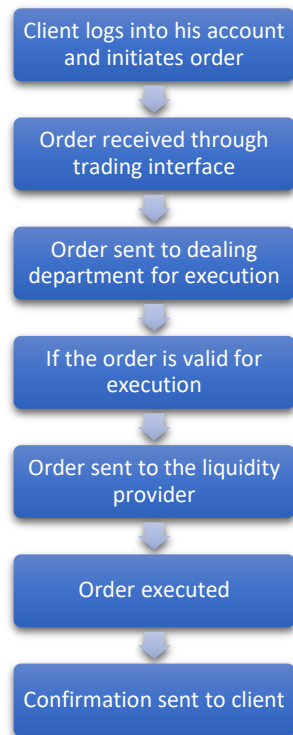 Client logs into his account
and initiates order
Order received through
trading interface
Order sent to dealing
department for execution
If the order is valid for
execution
Order sent to the liquidity
provider
Order executed
Confirmation sent to client